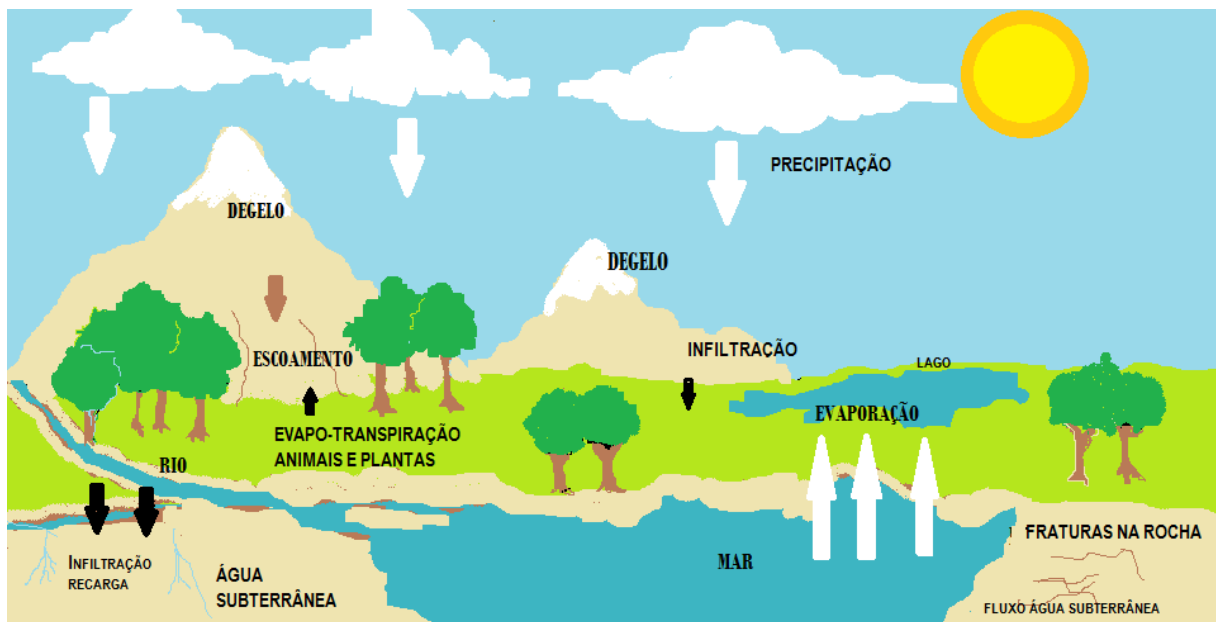 PRECIPITAÇÃO
DEGELO
DEGELO
INFILTRAÇÃO
ESCOAMENTO
LAGO
EVAPORAÇÃO
EVAPO-TRANSPIRAÇÃO
ANIMAIS E PLANTAS
RIO
FRATURAS NA ROCHA
MAR
INFILTRAÇÃO
RECARGA
ÁGUA
SUBTERRÂNEA
FLUXO ÁGUA SUBTERRÂNEA